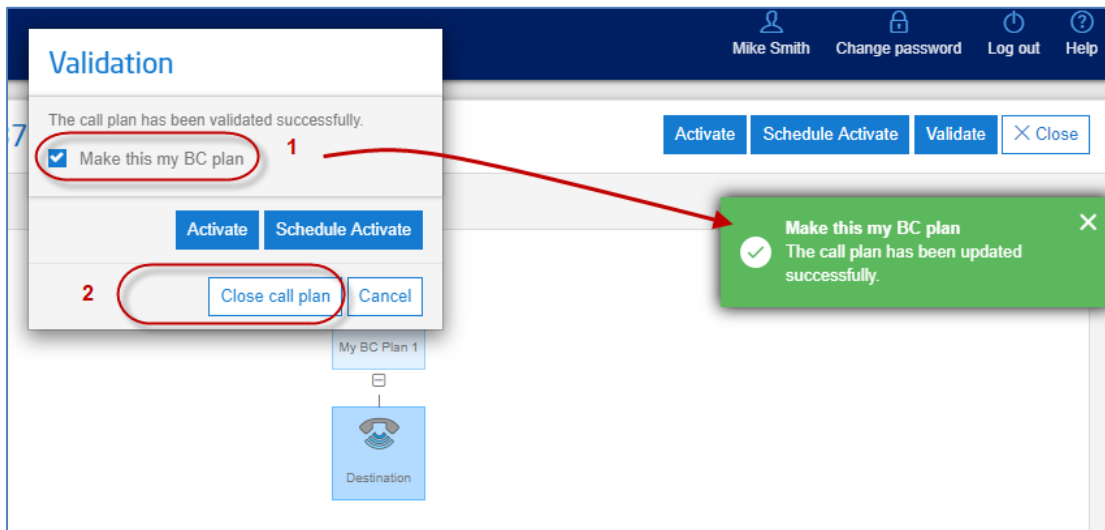 Mike Smith
Change password
Log out
Help
Validation
The call plan has been validated successfully.
Make this my BC plan
1
Activate
Schedule Activate
2
Close call plan
Cancel
7
Activate
Schedule Activate
Validate
Close
Make this my BC plan
The call plan has been updated
successfully.
My BC Plan 1
Destination